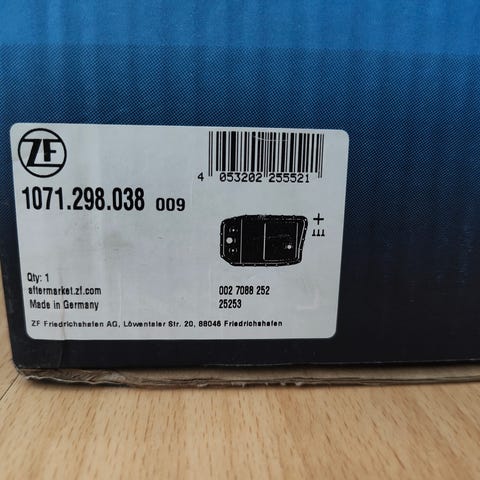 ZF
4 053202 255521
1071.298.038 009
Qty: 1
aftermarket.zf.com 002 7088 252
Made in Germany 25253
ZF Friedrichshafen AG, Löwentaler Str. 20, 88046 Friedrichshafen